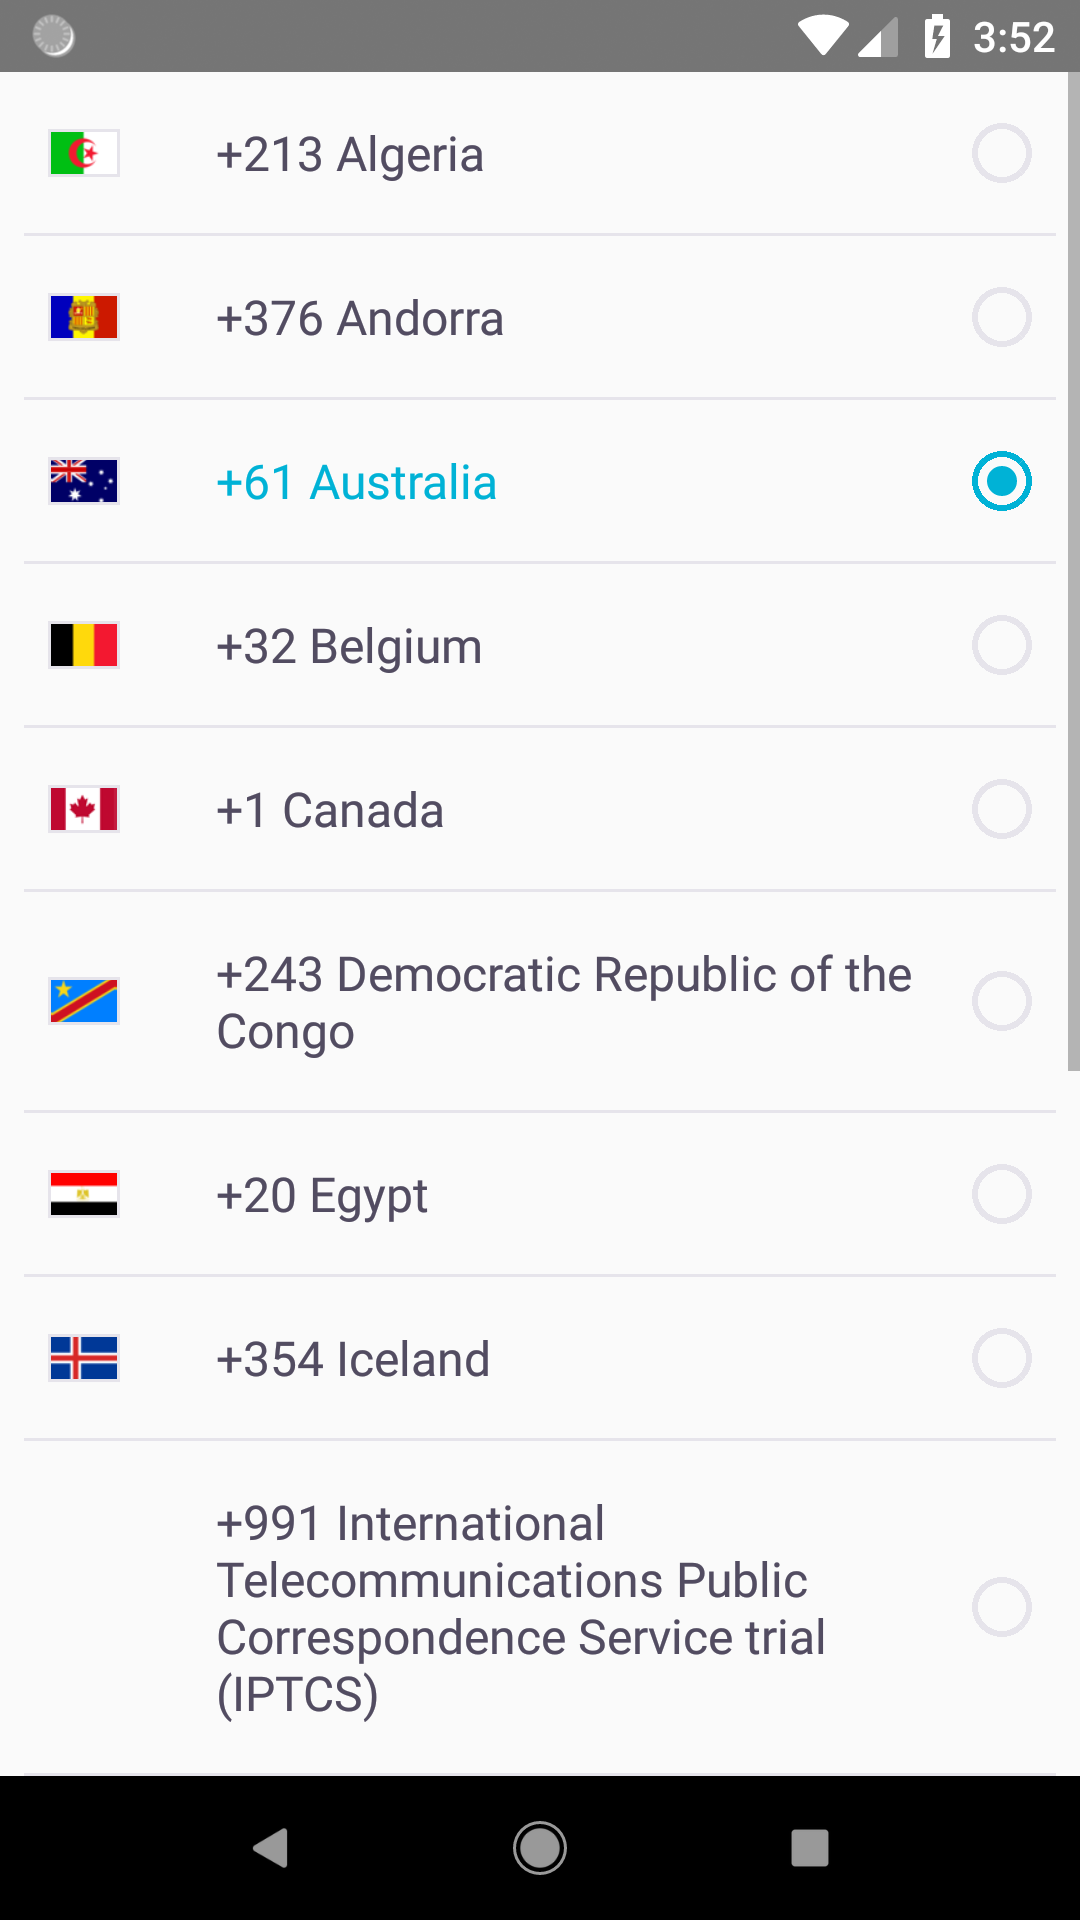 3:52
+213 Algeria
+376 Andorra
+61 Australia
+32 Belgium
+1 Canada
+243 Democratic Republic of the
Congo
+20 Egypt
+354 Iceland
+991 International
Telecommunications Public
Correspondence Service trial
(IPTCS)